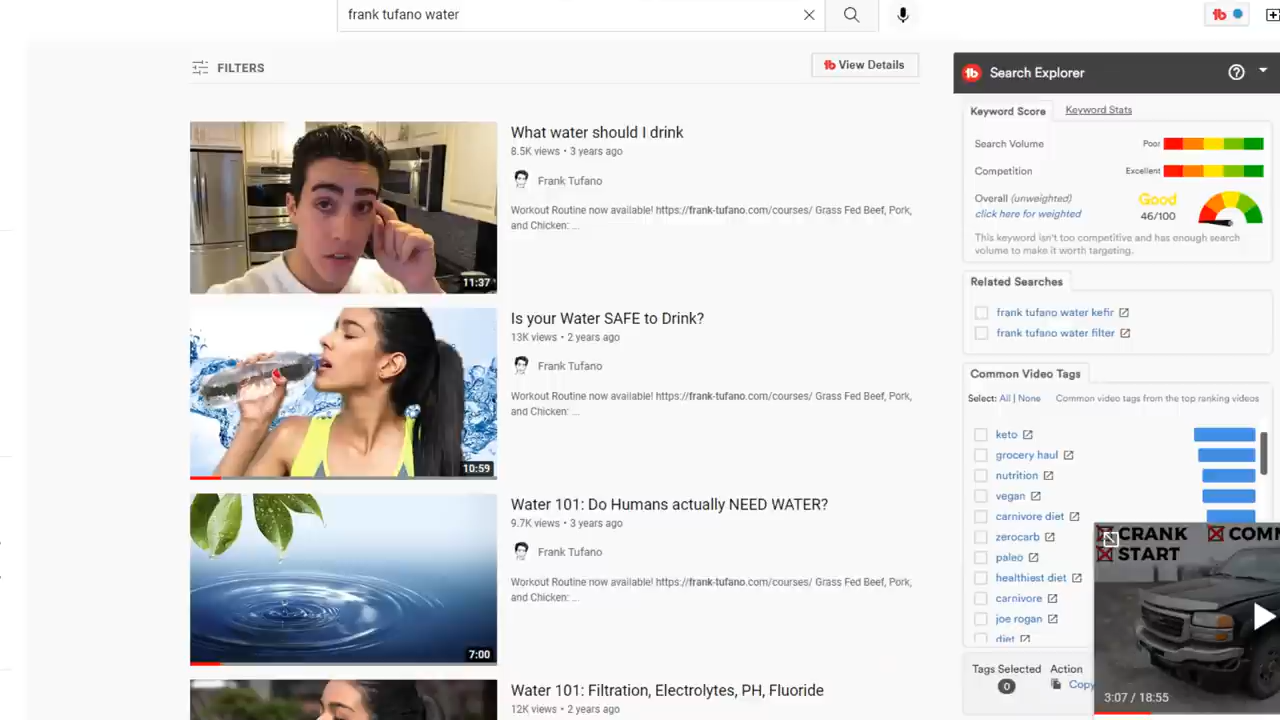 frank tufano water
FILTERS
View Details
What water should I drink
8.5K views • 3 years ago
Frank Tufano
Workout Routine now available! https://frank-tufano.com/courses/ Grass Fed Beef, Pork,
and Chicken: ...
11:37
Is your Water SAFE to Drink?
13K views • 2 years ago
Frank Tufano
Workout Routine now available! https://frank-tufano.com/courses/ Grass Fed Beef, Pork,
and Chicken: ...
10:59
Water 101: Do Humans actually NEED WATER?
9.7K views • 3 years ago
Frank Tufano
Workout Routine now available! https://frank-tufano.com/courses/ Grass Fed Beef, Pork,
and Chicken: ...
7:00
Water 101: Filtration, Electrolytes, PH, Fluoride
12K views • 2 years ago
Search Explorer
Keyword Score
Keyword Stats
Search Volume
Poor
Competition
Excellent
Overall (unweighted)
click here for weighted
Good
46/100
This keyword isn't too competitive and has enough search
volume to make it worth targeting.
Related Searches
frank tufano water kefir
frank tufano water filter
Common Video Tags
Select: All | None
Common video tags from the top ranking videos
keto
grocery haul
nutrition
vegan
carnivore diet
zerocarb
paleo
healthiest diet
carnivore
joe rogan
diet
Tags Selected
0
Action
Copy
CRANK
START
3:07 / 18:55